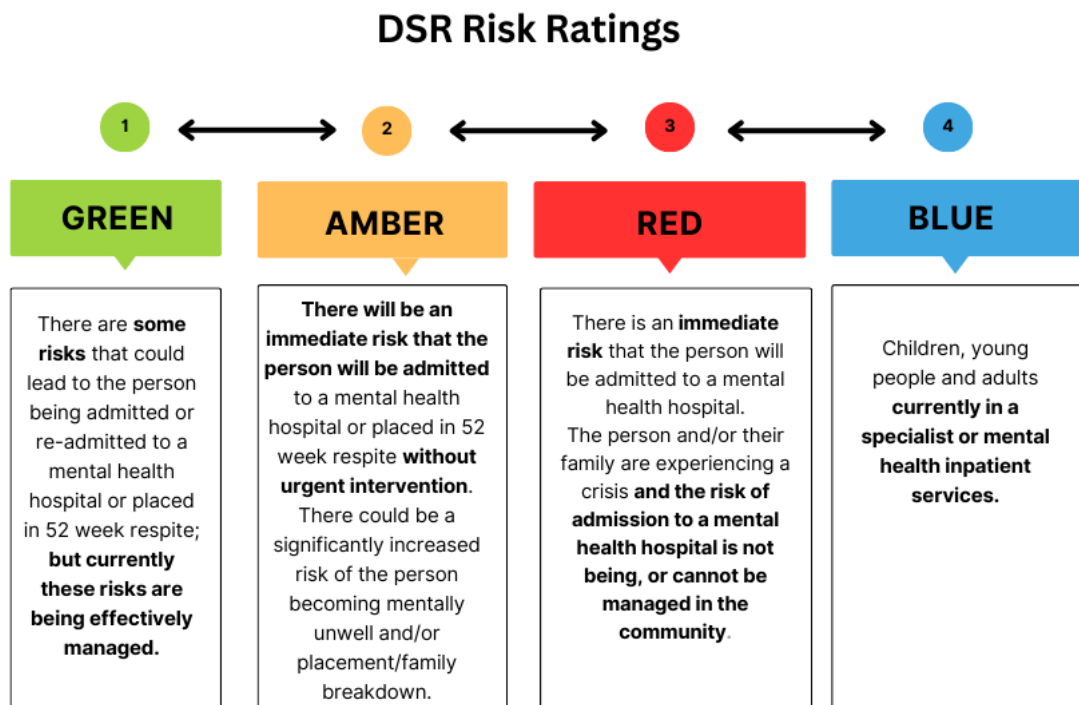 DSR Risk Ratings
1
2
3
4
GREEN
AMBER
RED
BLUE
There are some
risks that could
lead to the person
being admitted or
re-admitted to a
mental health
hospital or placed
in 52 week respite;
but currently
these risks are
being effectively
managed.
There will be an
immediate risk that the
person will be admitted
to a mental health
hospital or placed in 52
week respite without
urgent intervention.
There could be a
significantly increased
risk of the person
becoming mentally
unwell and/or
placement/family
breakdown.
There is an immediate
risk that the person will
be admitted to a mental
health hospital.
The person and/or their
family are experiencing a
crisis and the risk of
admission to a mental
health hospital is not
being, or cannot be
managed in the
community.
Children, young
people and adults
currently in a
specialist or mental
health inpatient
services.